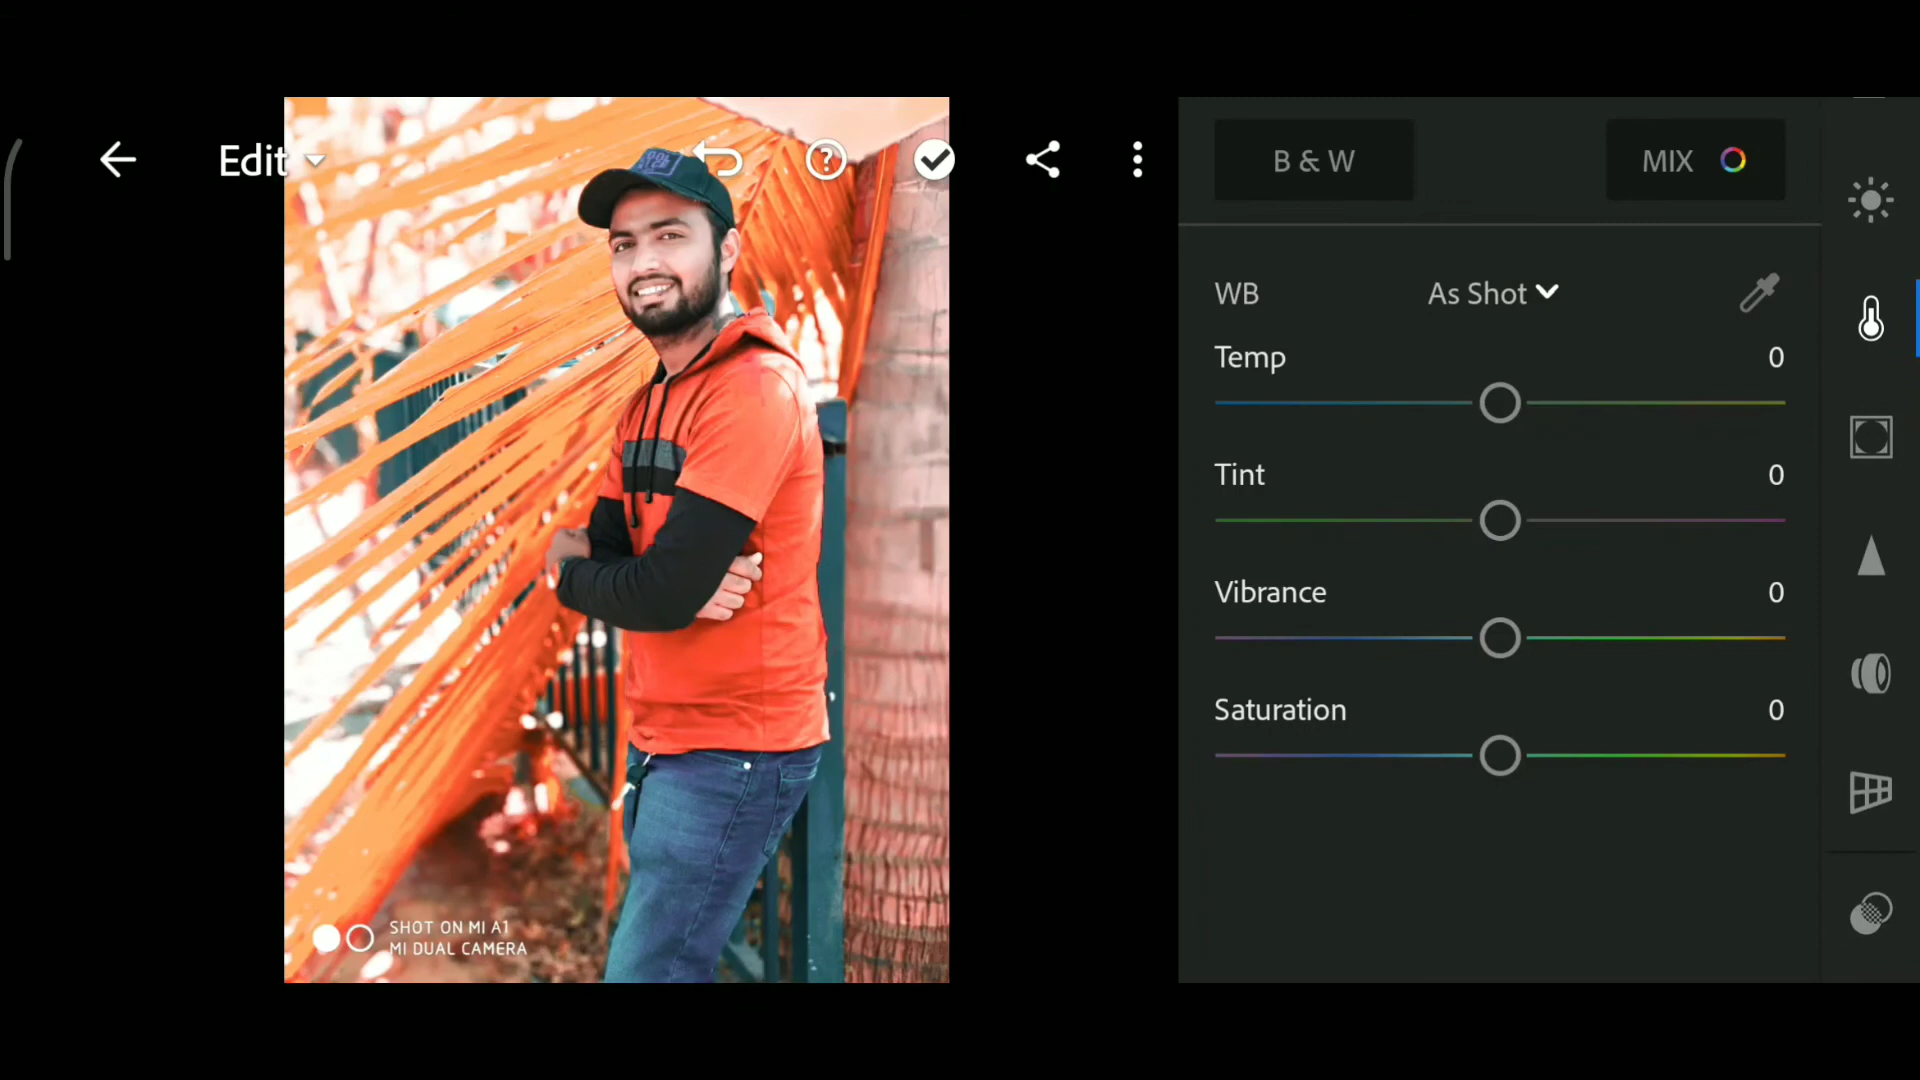 Edit
B & W
MIX
WB
As Shot
Temp
0
Tint
0
Vibrance
0
Saturation
0
SHOT ON MI A1
MI DUAL CAMERA